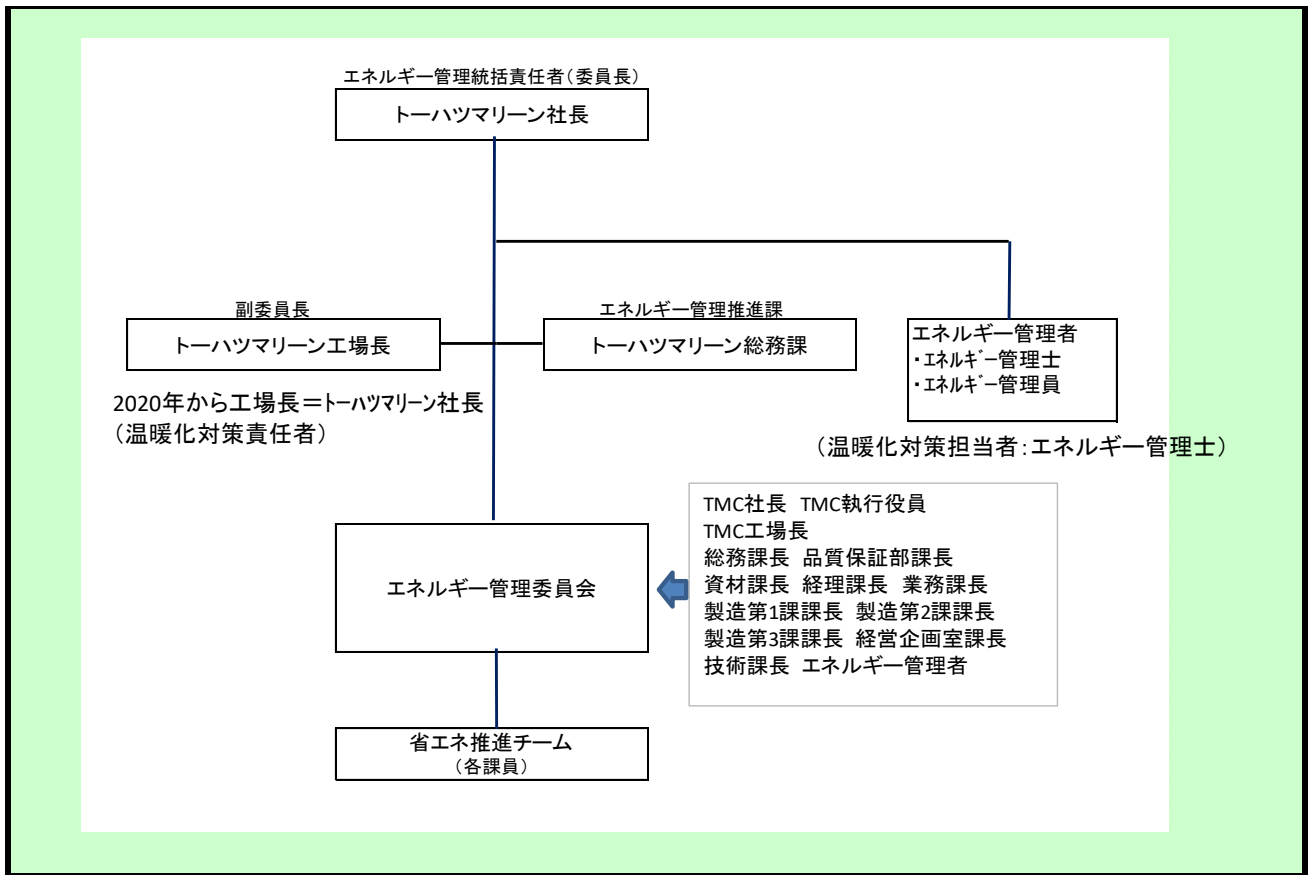 エネルギー管理統括責任者（委員長）
トーハツマリーン社長
副委員長
トーハツマリーン工場長
エネルギー管理推進課
トーハツマリーン総務課
エネルギー管理者
・ｴﾈﾙｷﾞｰ管理士
・ｴﾈﾙｷﾞｰ管理員
2020年から工場長＝ﾄｰﾊﾂマリーン社長
（温暖化対策責任者）
（温暖化対策担当者：エネルギー管理士）
エネルギー管理委員会
TMC社長 TMC執行役員
TMC工場長
総務課長 品質保証部課長
資材課長 経理課長 業務課長
製造第1課課長 製造第2課課長
製造第3課課長 経営企画室課長
技術課長 エネルギー管理者
省エネ推進チーム
（各課員）